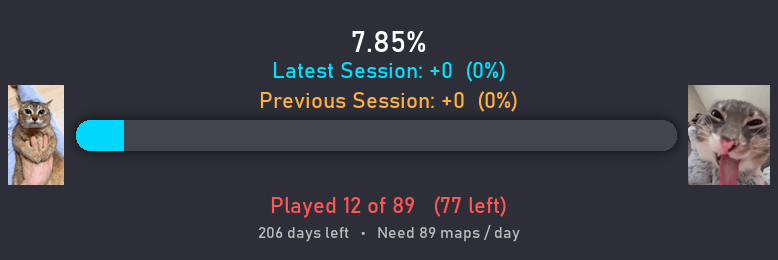 7.85%
Latest Session: +0 (0%)
Previous Session: +0 (0%)
Played 12 of 89 (77 left)
206 days left • Need 89 maps / day